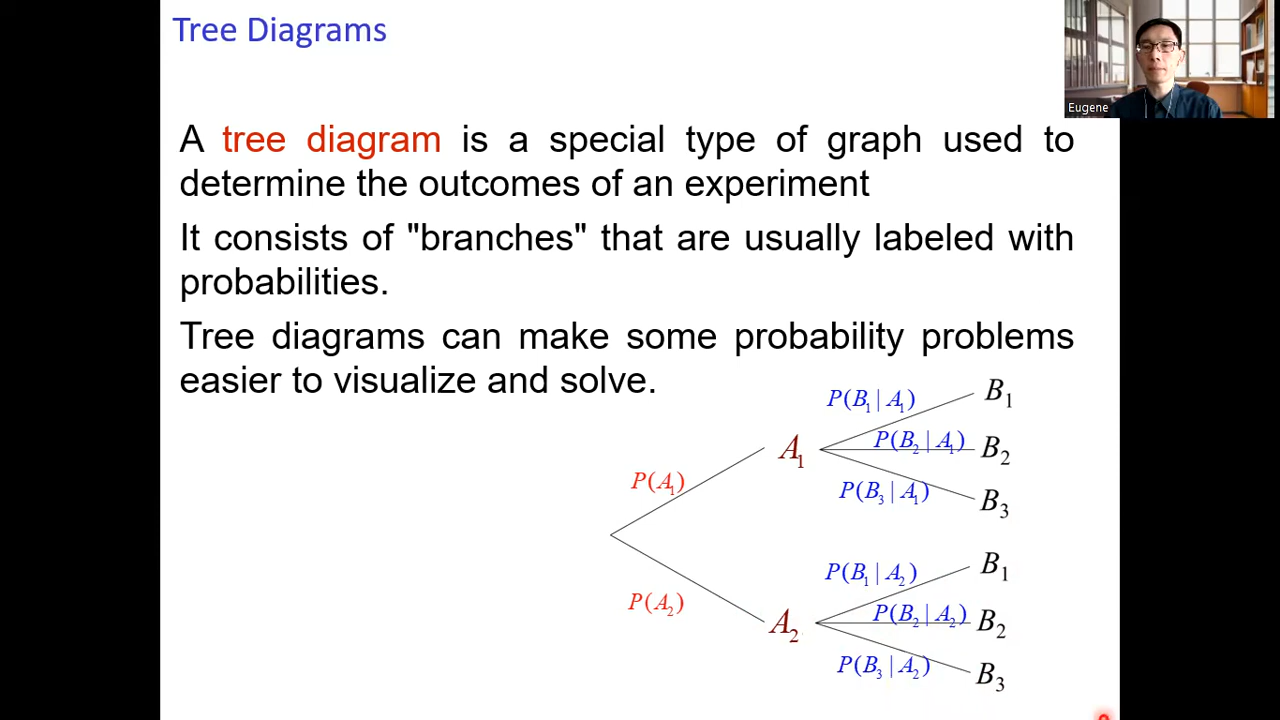 Tree Diagrams
Eugene
A tree diagram is a special type of graph used to
determine the outcomes of an experiment
It consists of "branches" that are usually labeled with
probabilities.
Tree diagrams can make some probability problems
easier to visualize and solve.
P(B₁ | A₁) B₁
A₁ P(B₂ | A₁) B₂
P(A₁)
P(B₃ | A₁) B₃
P(B₁ | A₂) B₁
P(A₂)
A₂ P(B₂ | A₂) B₂
P(B₃ | A₂) B₃